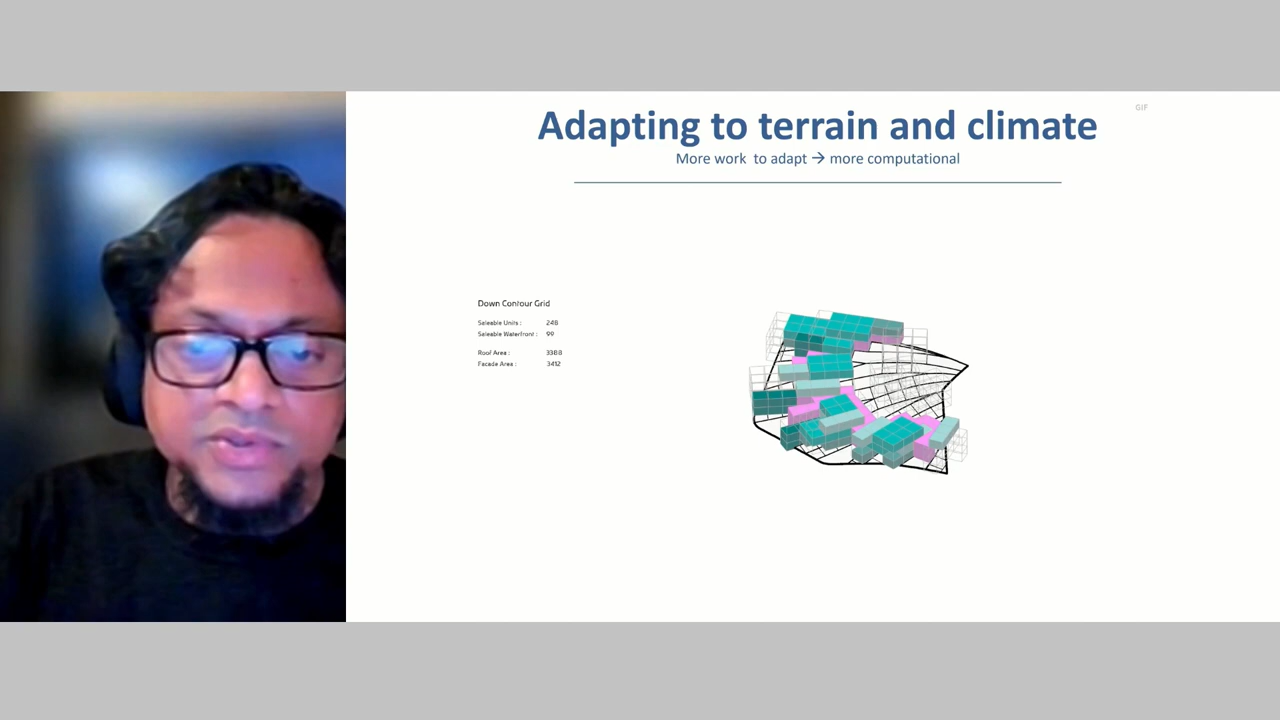 GIF
Adapting to terrain and climate
More work to adapt → more computational
Down Contour Grid
Saleable Units : 248
Saleable Waterfront : 99
Roof Area : 3388
Facade Area : 3412